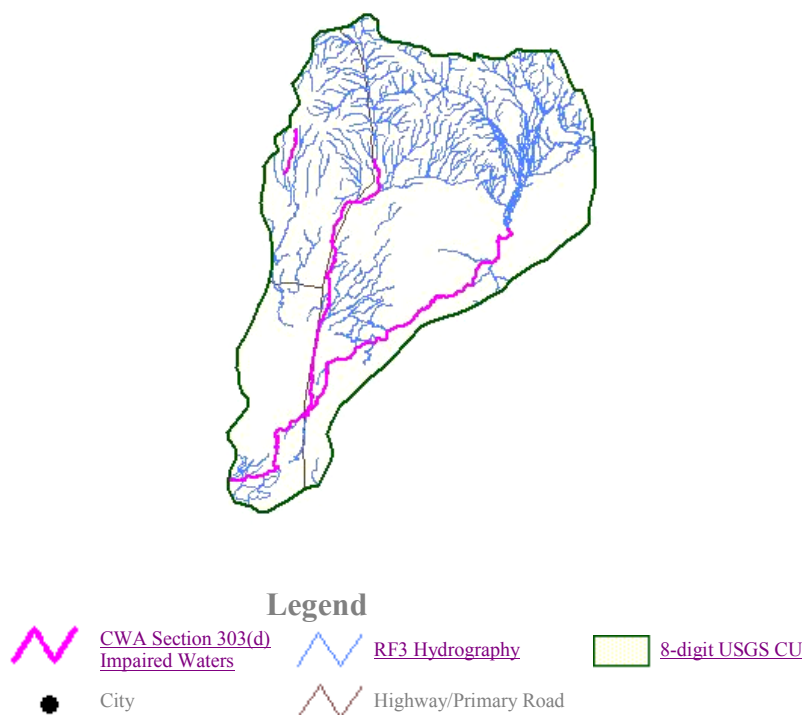 Legend
CWA Section 303(d)
Impaired Waters
RF3 Hydrography
8-digit USGS CU
City
Highway/Primary Road